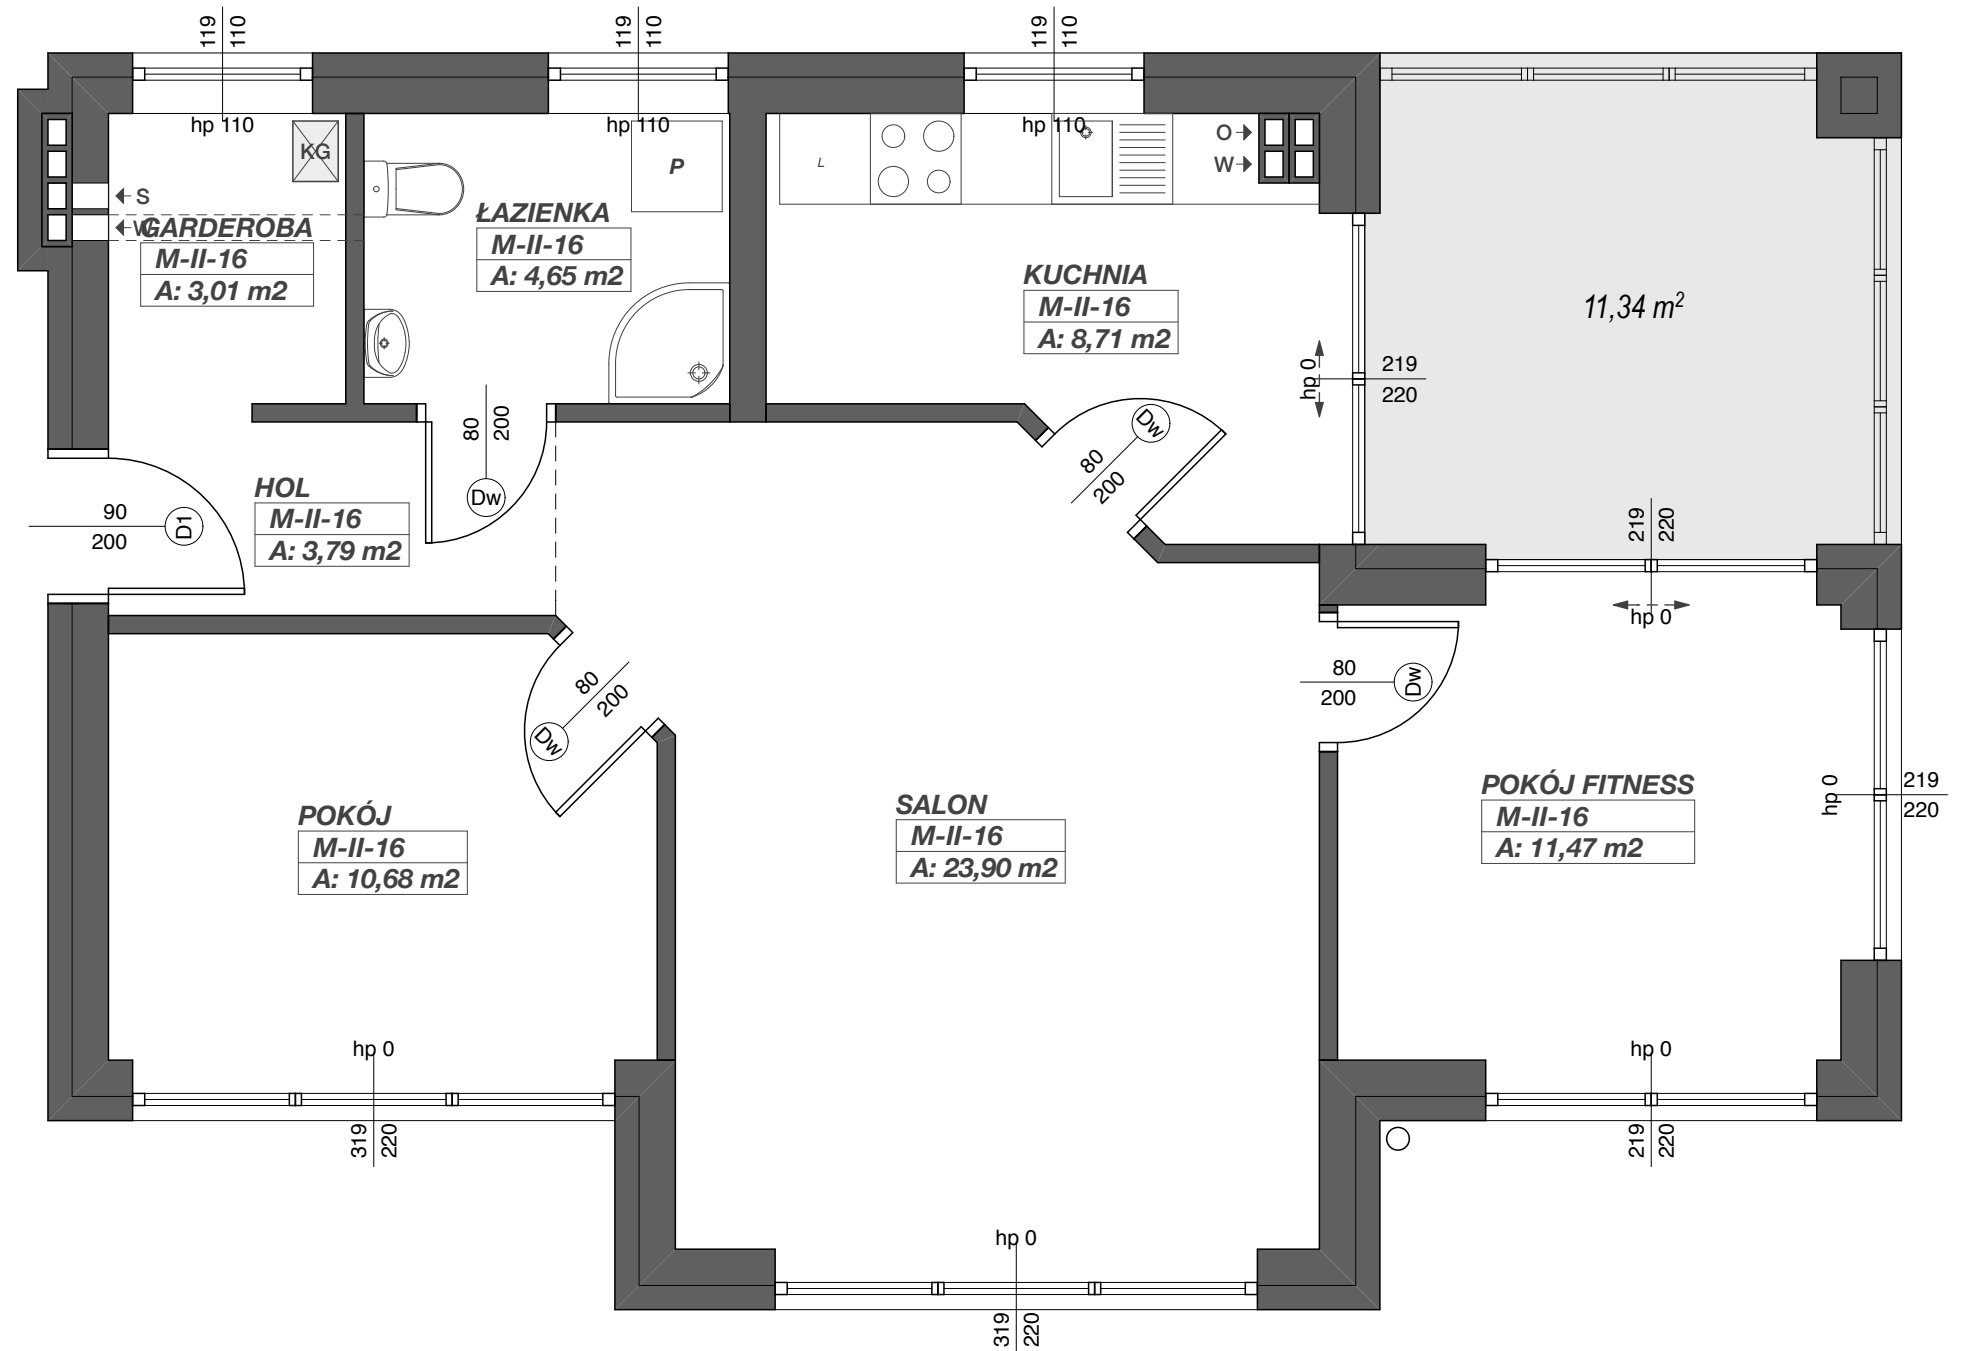 119
110
119
110
119
110
hp 110
hp 110
hp 110
KG
P
L
O
W
S
W
GARDEROBA
M-II-16
A: 3,01 m2
ŁAZIENKA
M-II-16
A: 4,65 m2
KUCHNIA
M-II-16
A: 8,71 m2
11,34 m²
hp 0
219
220
80
200
Dw
80
200
Dw
HOL
M-II-16
A: 3,79 m2
90
200
D1
219
220
hp 0
80
200
Dw
80
200
Dw
POKÓJ
M-II-16
A: 10,68 m2
SALON
M-II-16
A: 23,90 m2
POKÓJ FITNESS
M-II-16
A: 11,47 m2
hp 0
219
220
hp 0
319
220
hp 0
219
220
hp 0
319
220